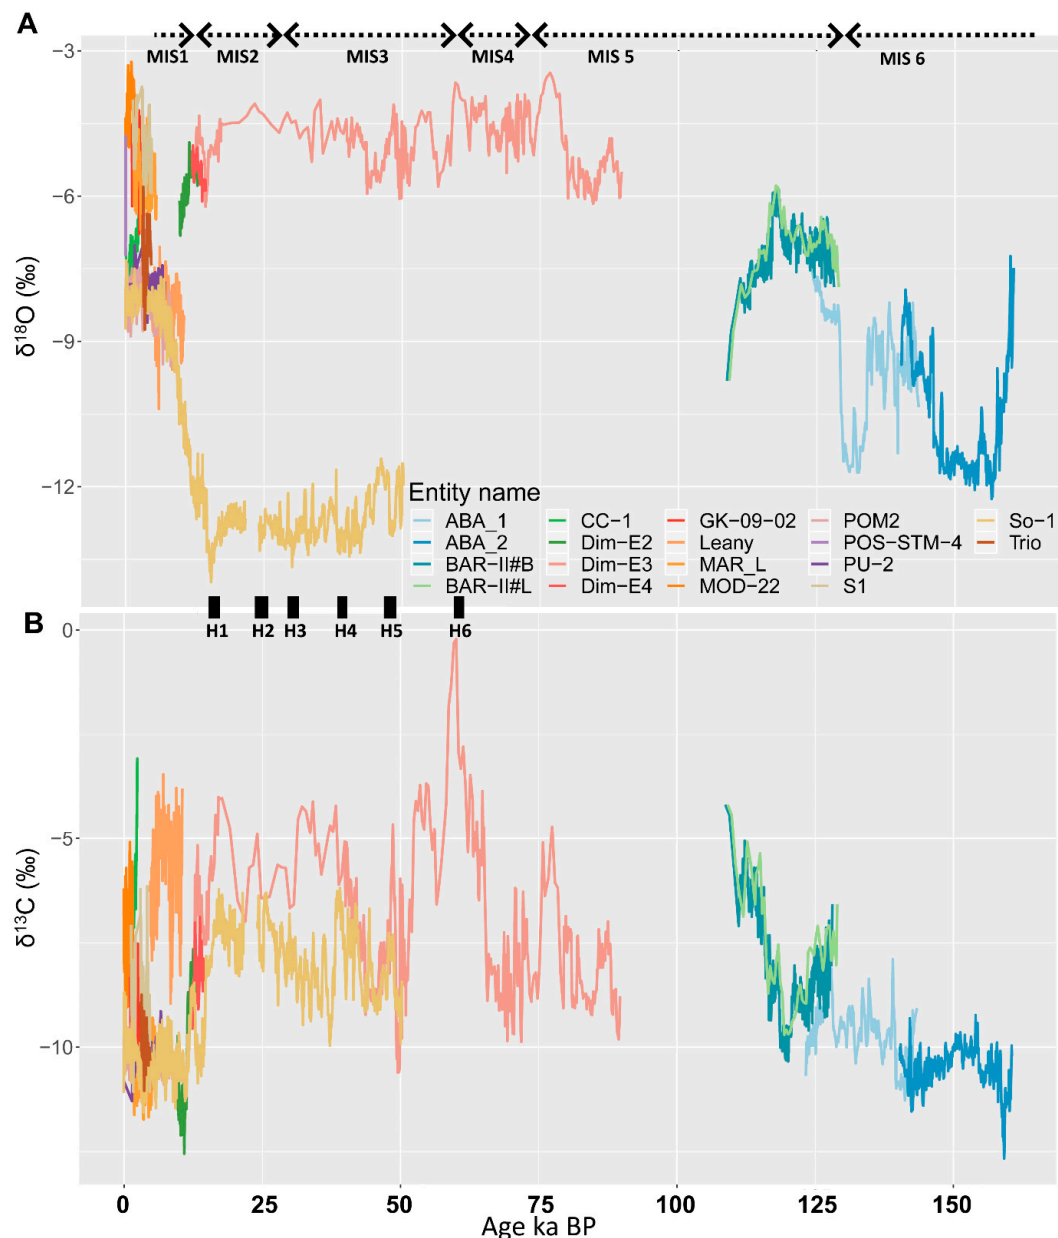 A
MIS1 MIS2 MIS3 MIS4 MIS 5 MIS 6
−3
−6
−9
−12
δ18O (‰)
Entity name
ABA_1 CC−1 GK−09−02 POM2 So−1
ABA_2 Dim−E2 Leany POS−STM−4 Trio
BAR−II#B Dim−E3 MAR_L PU−2
BAR−II#L Dim−E4 MOD−22 S1
B
H1 H2 H3 H4 H5 H6
0
−5
−10
δ13C (‰)
0 25 50 75 100 125 150
Age ka BP